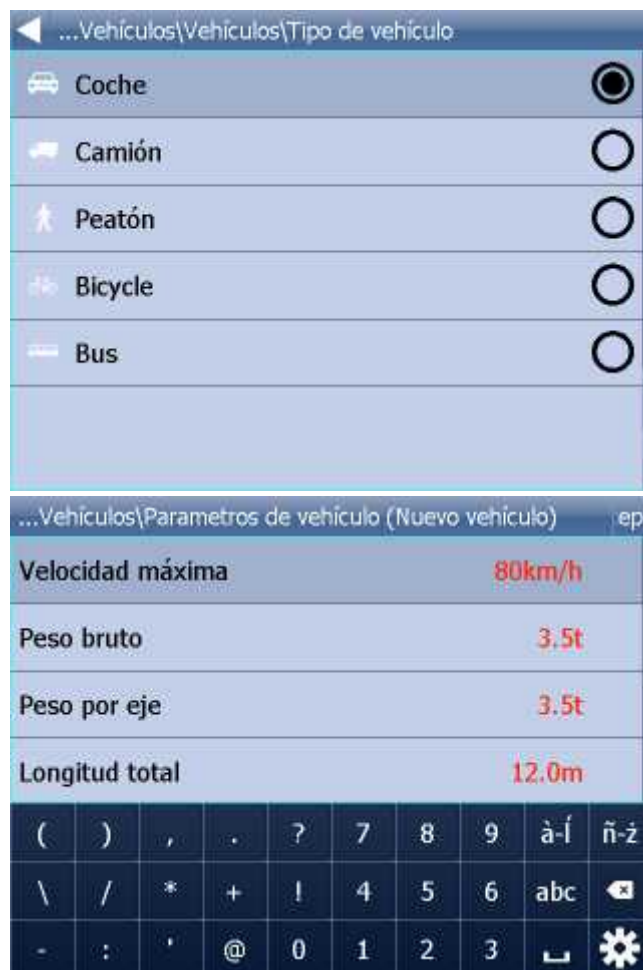 ...Vehículos\Vehículos\Tipo de vehículo
Coche
Camión
Peatón
Bicycle
Bus
...Vehículos\Parametros de vehículo (Nuevo vehículo) ep
Velocidad máxima 80km/h
Peso bruto 3.5t
Peso por eje 3.5t
Longitud total 12.0m
( ) , . ? 7 8 9 à-Í ñ-ż
\ / * + ! 4 5 6 abc
- : ' @ 0 1 2 3